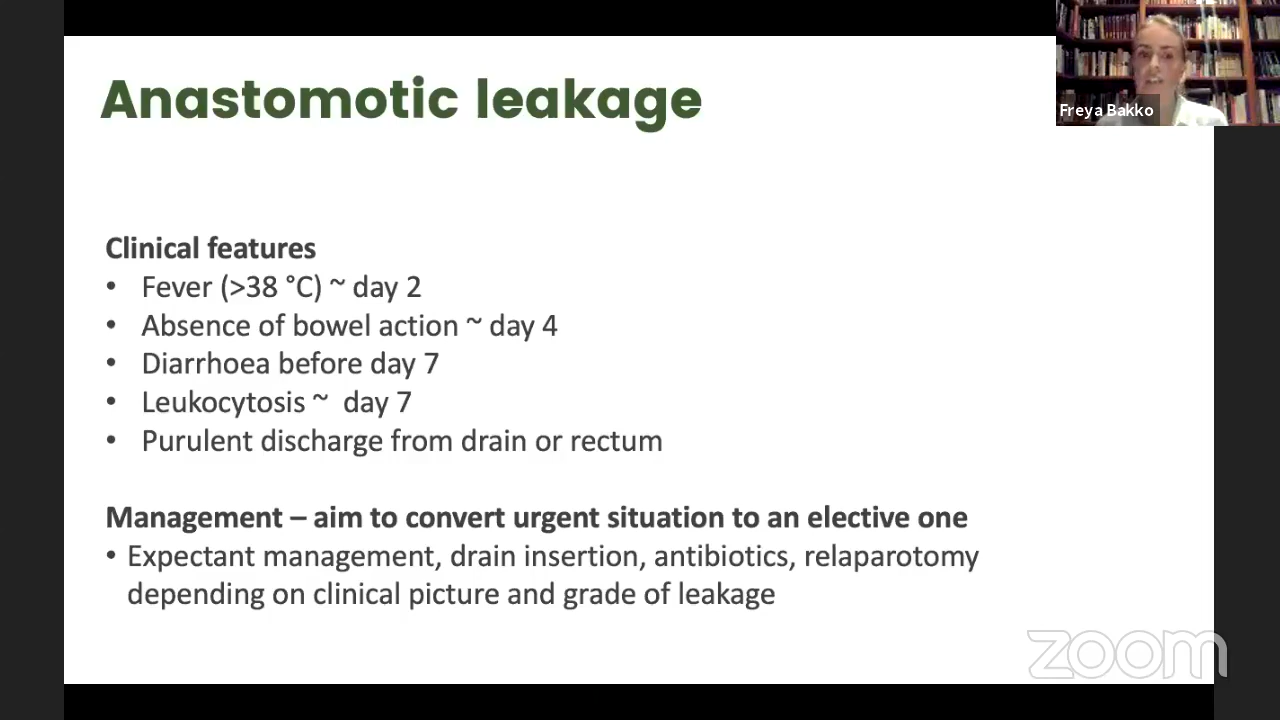 Anastomotic leakage
Freya Bakko
Clinical features
• Fever (>38 °C) ~ day 2
• Absence of bowel action ~ day 4
• Diarrhoea before day 7
• Leukocytosis ~ day 7
• Purulent discharge from drain or rectum
Management – aim to convert urgent situation to an elective one
• Expectant management, drain insertion, antibiotics, relaparotomy
depending on clinical picture and grade of leakage
zoom